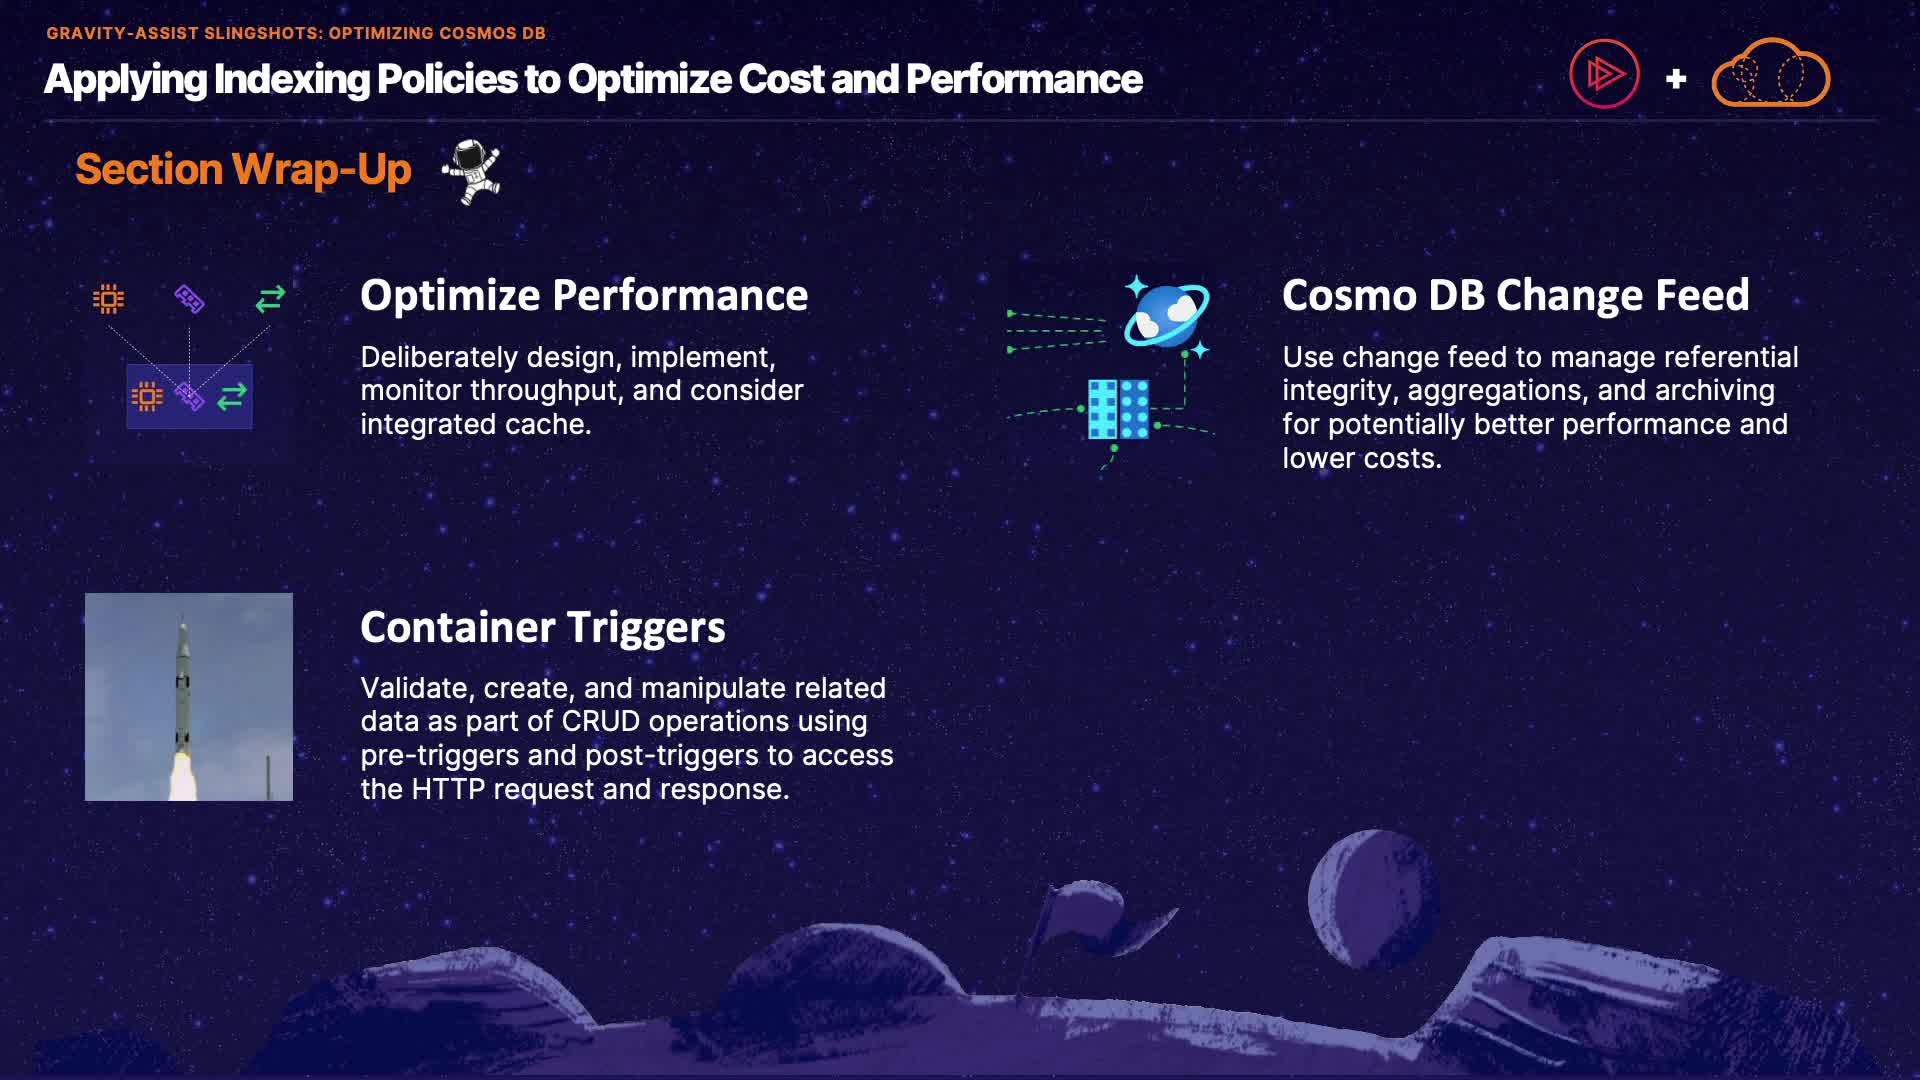 GRAVITY-ASSIST SLINGSHOTS: OPTIMIZING COSMOS DB
Applying Indexing Policies to Optimize Cost and Performance
+
Section Wrap-Up
Optimize Performance
Deliberately design, implement,
monitor throughput, and consider
integrated cache.
Cosmo DB Change Feed
Use change feed to manage referential
integrity, aggregations, and archiving
for potentially better performance and
lower costs.
Container Triggers
Validate, create, and manipulate related
data as part of CRUD operations using
pre-triggers and post-triggers to access
the HTTP request and response.